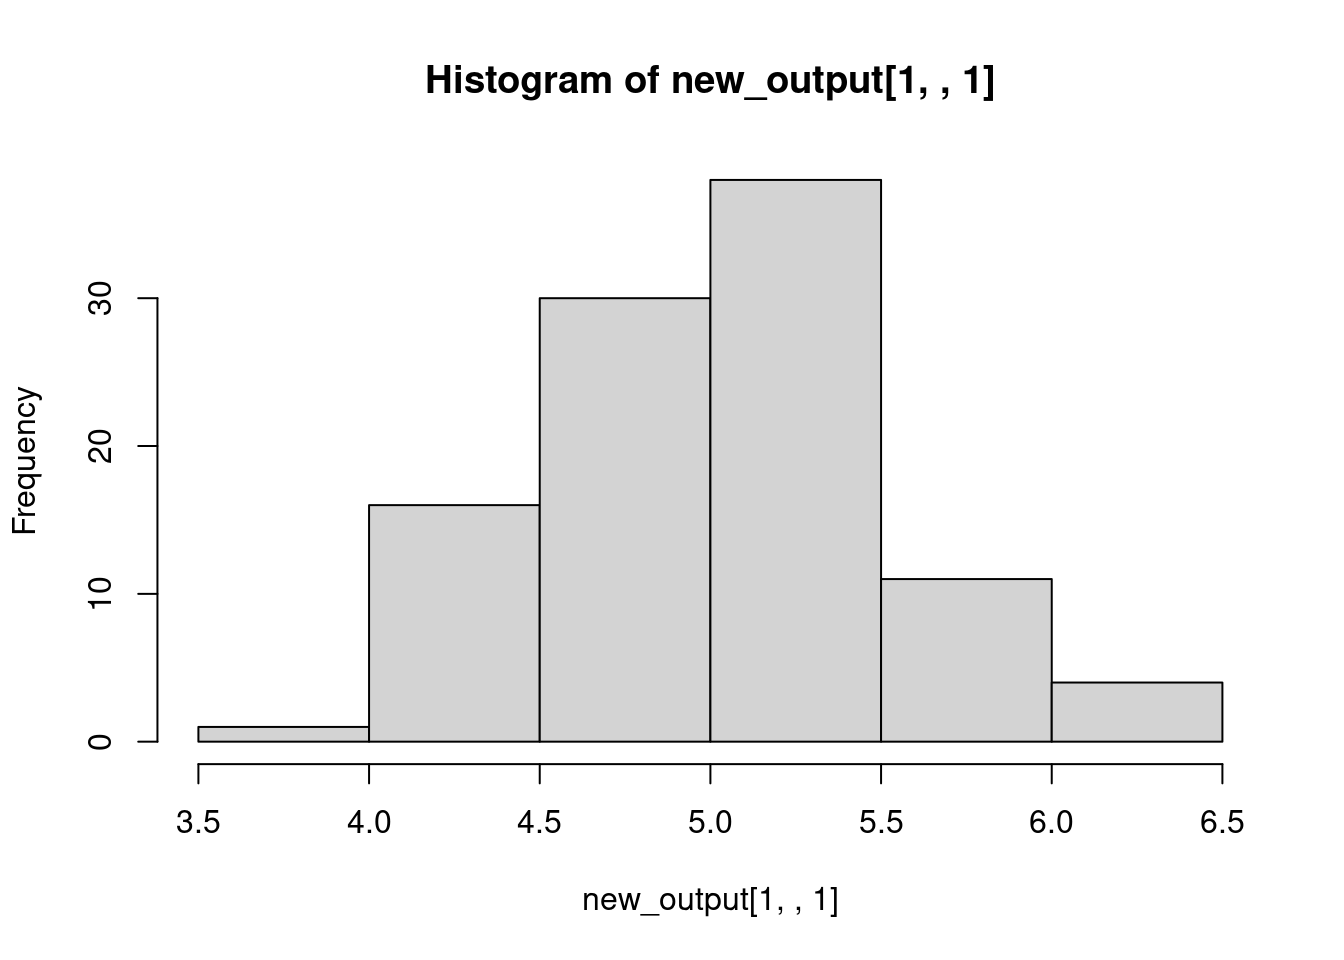 Histogram of new_output[1, , 1]
Frequency
30
20
10
0
3.5 4.0 4.5 5.0 5.5 6.0 6.5
new_output[1, , 1]